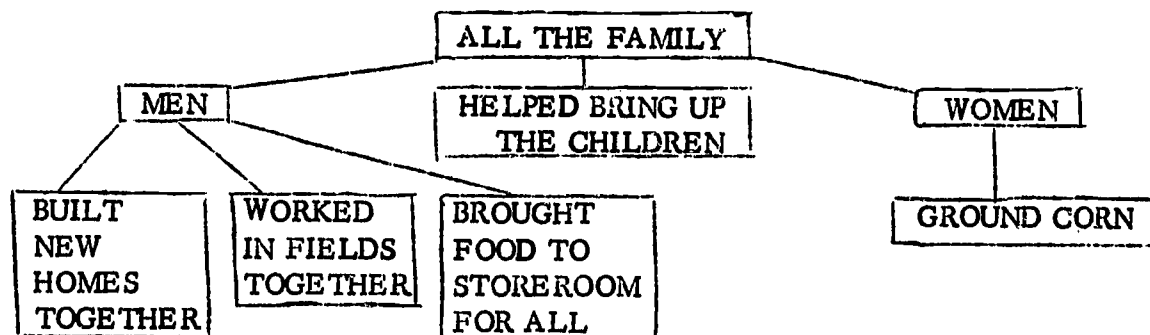 ALL THE FAMILY
MEN
HELPED BRING UP
THE CHILDREN
WOMEN
BUILT
NEW
HOMES
TOGETHER
WORKED
IN FIELDS
TOGETHER
BROUGHT
FOOD TO
STOREROOM
FOR ALL
GROUND CORN